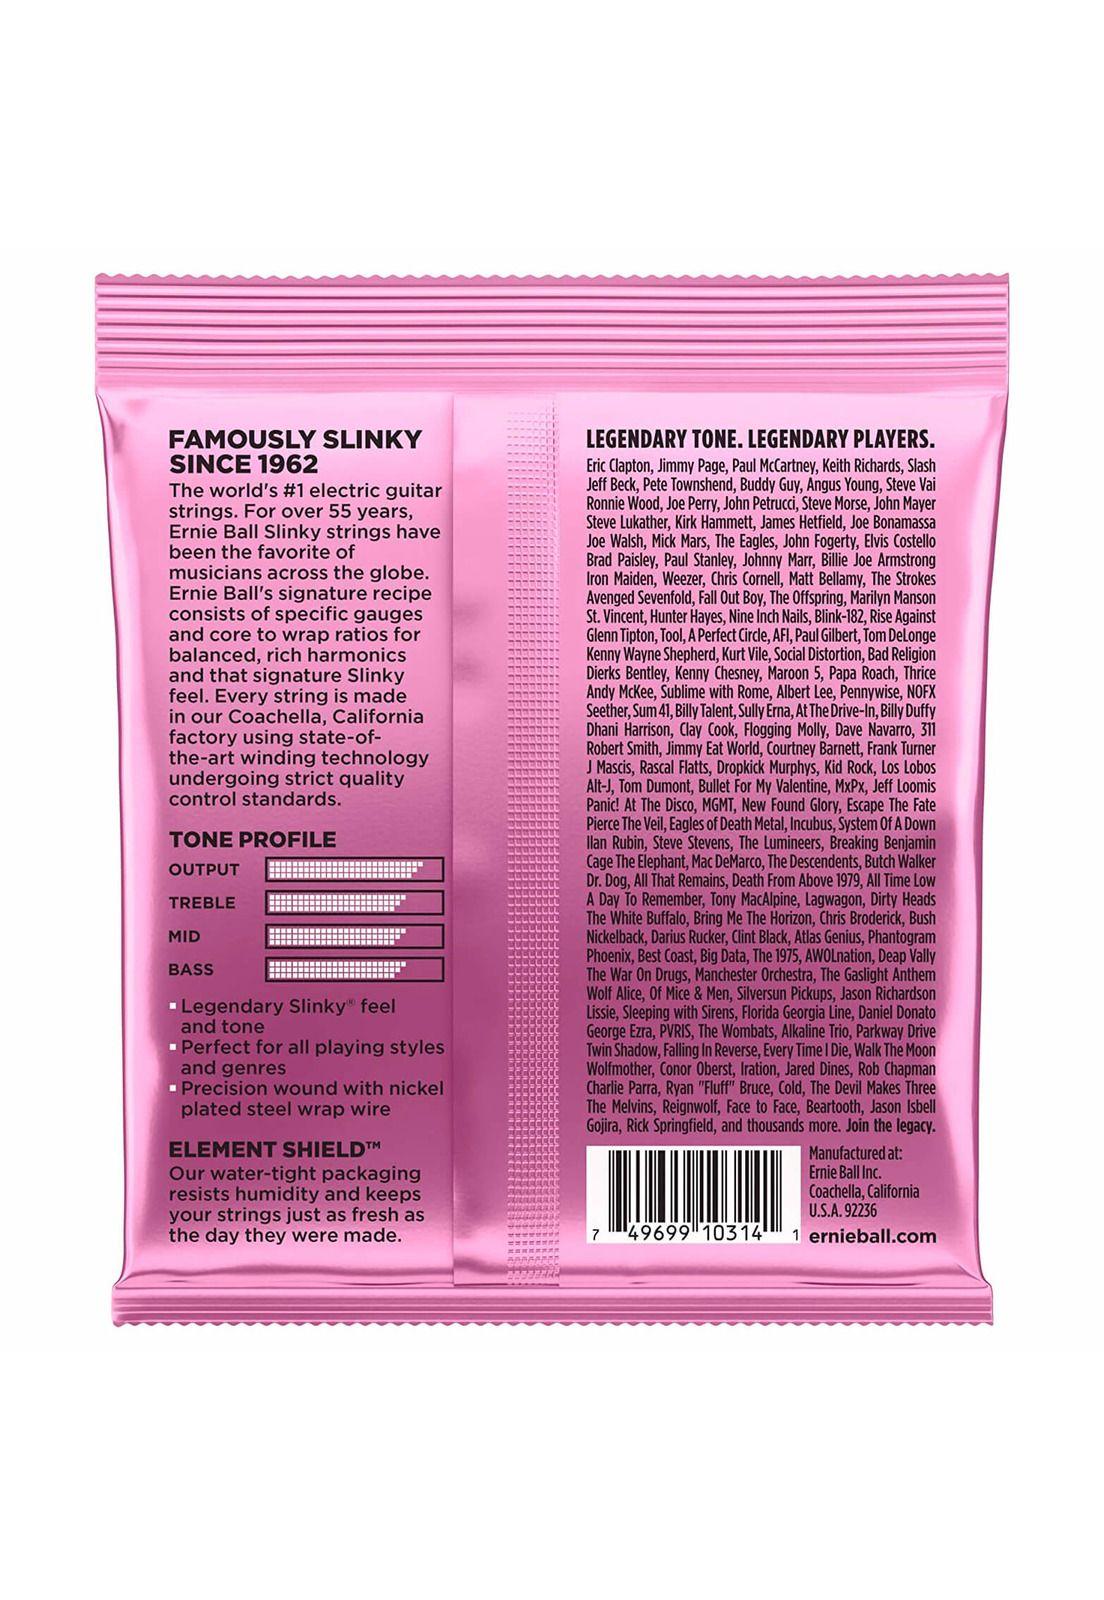 FAMOUSLY SLINKY
SINCE 1962
The world's #1 electric guitar
strings. For over 55 years,
Ernie Ball Slinky strings have
been the favorite of
musicians across the globe.
Ernie Ball's signature recipe
consists of specific gauges
and core to wrap ratios for
balanced, rich harmonics
and that signature Slinky
feel. Every string is made
in our Coachella, California
factory using state-of-
the-art winding technology
undergoing strict quality
control standards.
TONE PROFILE
OUTPUT
TREBLE
MID
BASS
▪ Legendary Slinky® feel
and tone
▪ Perfect for all playing styles
and genres
▪ Precision wound with nickel
plated steel wrap wire
ELEMENT SHIELD™
Our water-tight packaging
resists humidity and keeps
your strings just as fresh as
the day they were made.
LEGENDARY TONE. LEGENDARY PLAYERS.
Eric Clapton, Jimmy Page, Paul McCartney, Keith Richards, Slash
Jeff Beck, Pete Townshend, Buddy Guy, Angus Young, Steve Vai
Ronnie Wood, Joe Perry, John Petrucci, Steve Morse, John Mayer
Steve Lukather, Kirk Hammett, James Hetfield, Joe Bonamassa
Joe Walsh, Mick Mars, The Eagles, John Fogerty, Elvis Costello
Brad Paisley, Paul Stanley, Johnny Marr, Billie Joe Armstrong
Iron Maiden, Weezer, Chris Cornell, Matt Bellamy, The Strokes
Avenged Sevenfold, Fall Out Boy, The Offspring, Marilyn Manson
St. Vincent, Hunter Hayes, Nine Inch Nails, Blink-182, Rise Against
Glenn Tipton, Tool, A Perfect Circle, AFI, Paul Gilbert, Tom DeLonge
Kenny Wayne Shepherd, Kurt Vile, Social Distortion, Bad Religion
Dierks Bentley, Kenny Chesney, Maroon 5, Papa Roach, Thrice
Andy McKee, Sublime with Rome, Albert Lee, Pennywise, NOFX
Seether, Sum 41, Billy Talent, Sully Erna, At The Drive-In, Billy Duffy
Dhani Harrison, Clay Cook, Flogging Molly, Dave Navarro, 311
Robert Smith, Jimmy Eat World, Courtney Barnett, Frank Turner
J Mascis, Rascal Flatts, Dropkick Murphys, Kid Rock, Los Lobos
Alt-J, Tom Dumont, Bullet For My Valentine, MxPx, Jeff Loomis
Panic! At The Disco, MGMT, New Found Glory, Escape The Fate
Pierce The Veil, Eagles of Death Metal, Incubus, System Of A Down
Ilan Rubin, Steve Stevens, The Lumineers, Breaking Benjamin
Cage The Elephant, Mac DeMarco, The Descendents, Butch Walker
Dr. Dog, All That Remains, Death From Above 1979, All Time Low
A Day To Remember, Tony MacAlpine, Lagwagon, Dirty Heads
The White Buffalo, Bring Me The Horizon, Chris Broderick, Bush
Nickelback, Darius Rucker, Clint Black, Atlas Genius, Phantogram
Phoenix, Best Coast, Big Data, The 1975, AWOLnation, Deap Vally
The War On Drugs, Manchester Orchestra, The Gaslight Anthem
Wolf Alice, Of Mice & Men, Silversun Pickups, Jason Richardson
Lissie, Sleeping with Sirens, Florida Georgia Line, Daniel Donato
George Ezra, PVRIS, The Wombats, Alkaline Trio, Parkway Drive
Twin Shadow, Falling In Reverse, Every Time I Die, Walk The Moon
Wolfmother, Conor Oberst, Iration, Jared Dines, Rob Chapman
Charlie Parra, Ryan "Fluff" Bruce, Cold, The Devil Makes Three
The Melvins, Reignwolf, Face to Face, Beartooth, Jason Isbell
Gojira, Rick Springfield, and thousands more. Join the legacy.
7 49699 10314 1
Manufactured at:
Ernie Ball Inc.
Coachella, California
U.S.A. 92236
ernieball.com